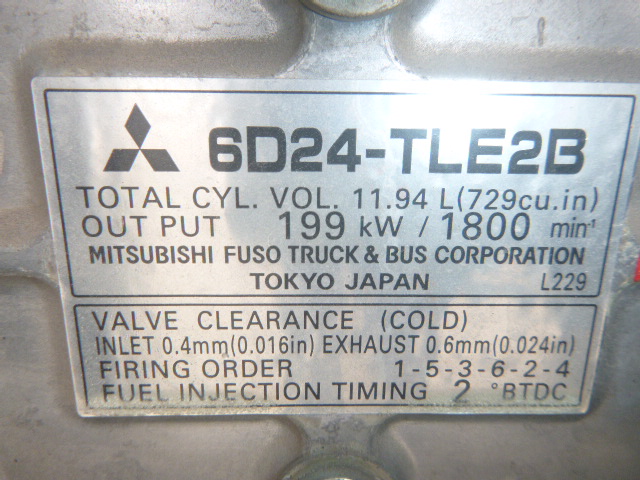 6D24-TLE2B
TOTAL CYL. VOL. 11.94 L(729cu.in)
OUT PUT 199 kW / 1800 min-1
MITSUBISHI FUSO TRUCK & BUS CORPORATION
TOKYO JAPAN L229
VALVE CLEARANCE (COLD)
INLET 0.4mm(0.016in) EXHAUST 0.6mm(0.024in)
FIRING ORDER 1-5-3-6-2-4
FUEL INJECTION TIMING 2 °BTDC